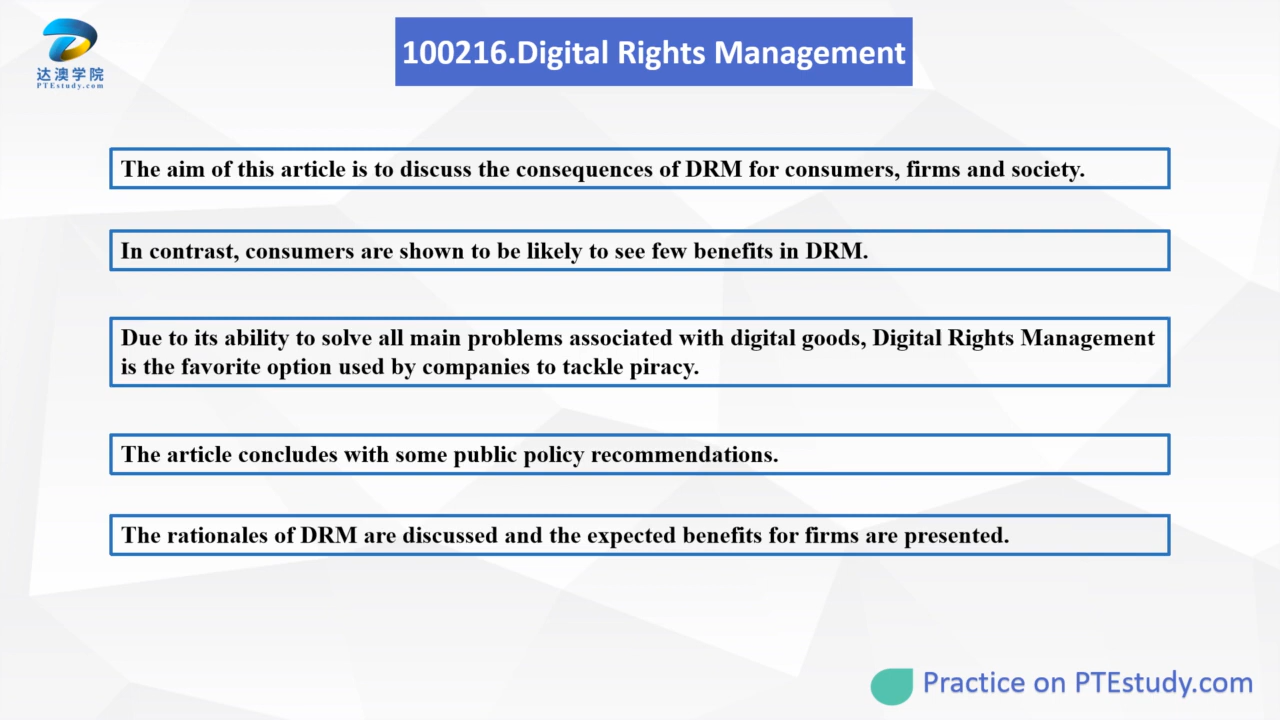 达澳学院
PTEstudy.com
100216.Digital Rights Management
The aim of this article is to discuss the consequences of DRM for consumers, firms and society.
In contrast, consumers are shown to be likely to see few benefits in DRM.
Due to its ability to solve all main problems associated with digital goods, Digital Rights Management
is the favorite option used by companies to tackle piracy.
The article concludes with some public policy recommendations.
The rationales of DRM are discussed and the expected benefits for firms are presented.
Practice on PTEstudy.com